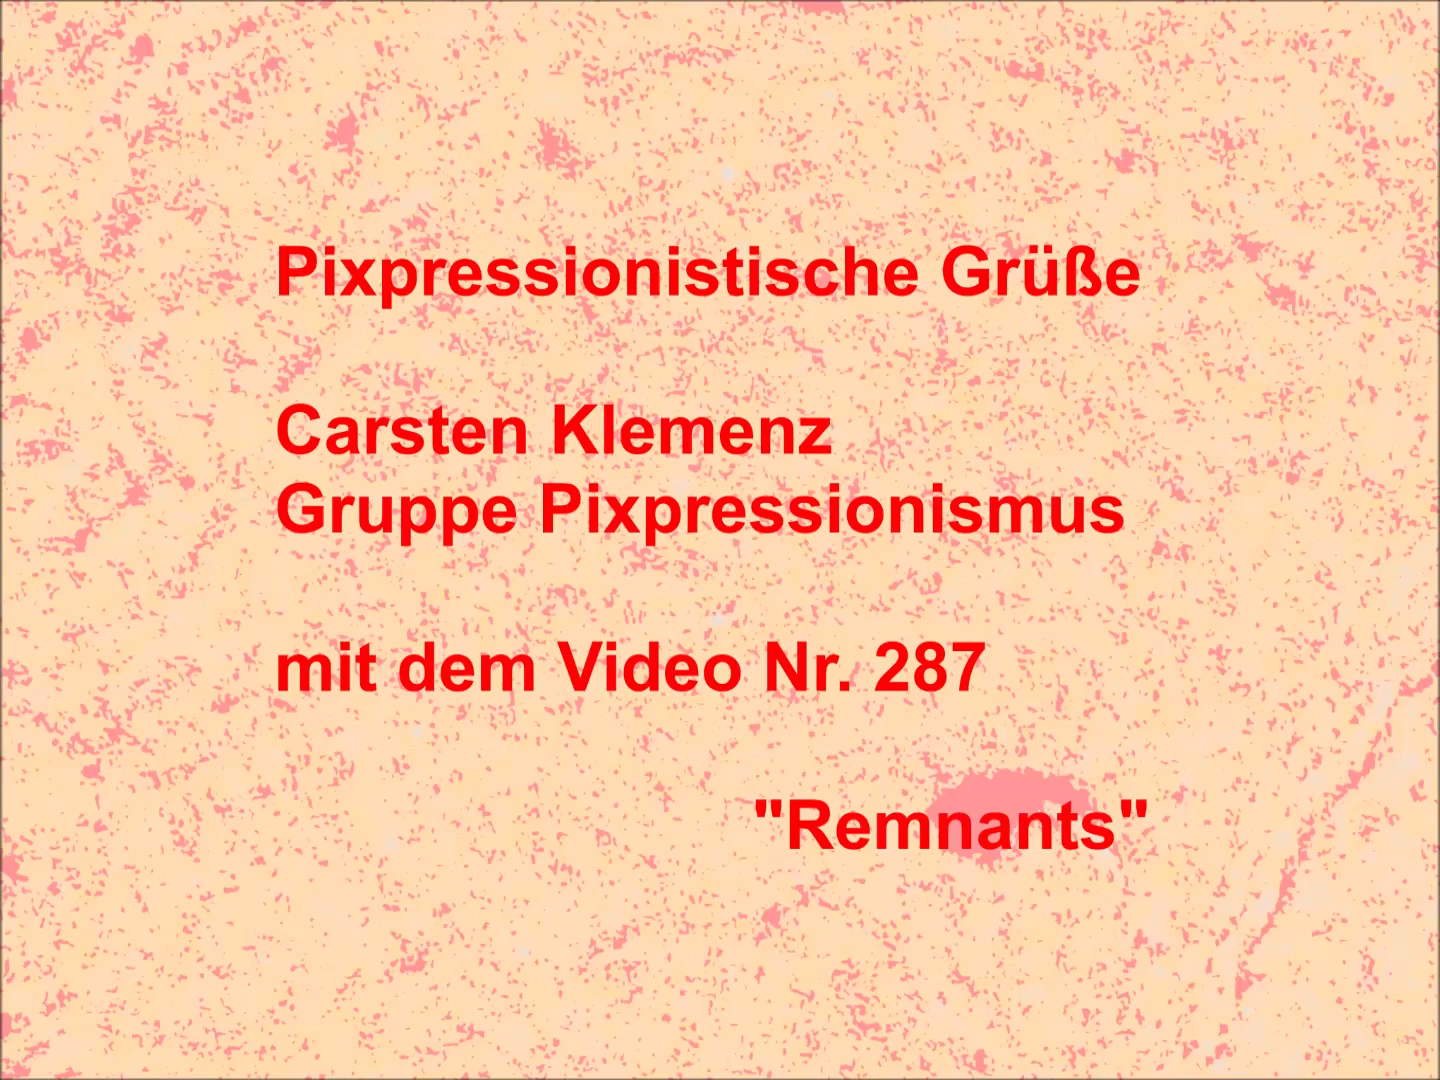 Pixpressionistische Grüße
Carsten Klemenz
Gruppe Pixpressionismus
mit dem Video Nr. 287
"Remnants"